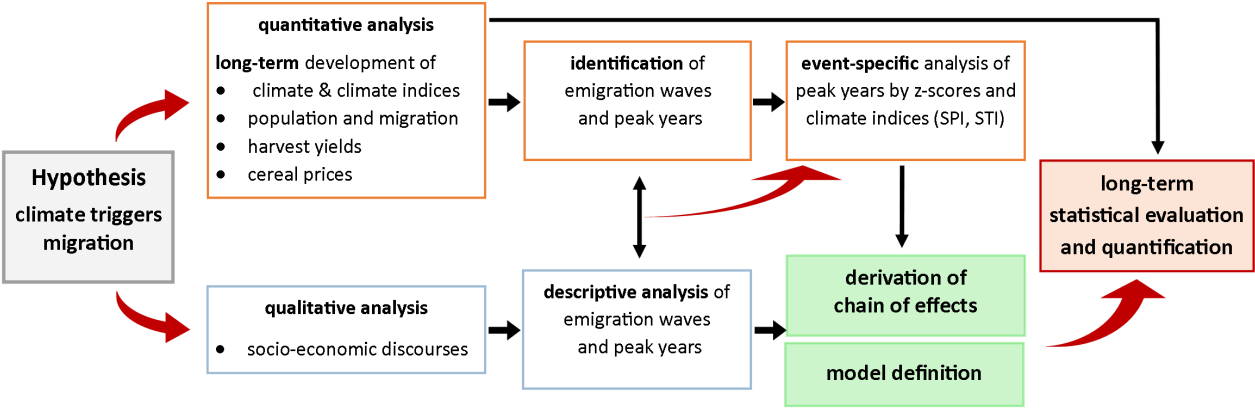 Hypothesis
climate triggers
migration
quantitative analysis
long-term development of
• climate & climate indices
• population and migration
• harvest yields
• cereal prices
identification of
emigration waves
and peak years
event-specific analysis of
peak years by z-scores and
climate indices (SPI, STI)
qualitative analysis
• socio-economic discourses
descriptive analysis of
emigration waves
and peak years
derivation of
chain of effects
model definition
long-term
statistical evaluation
and quantification